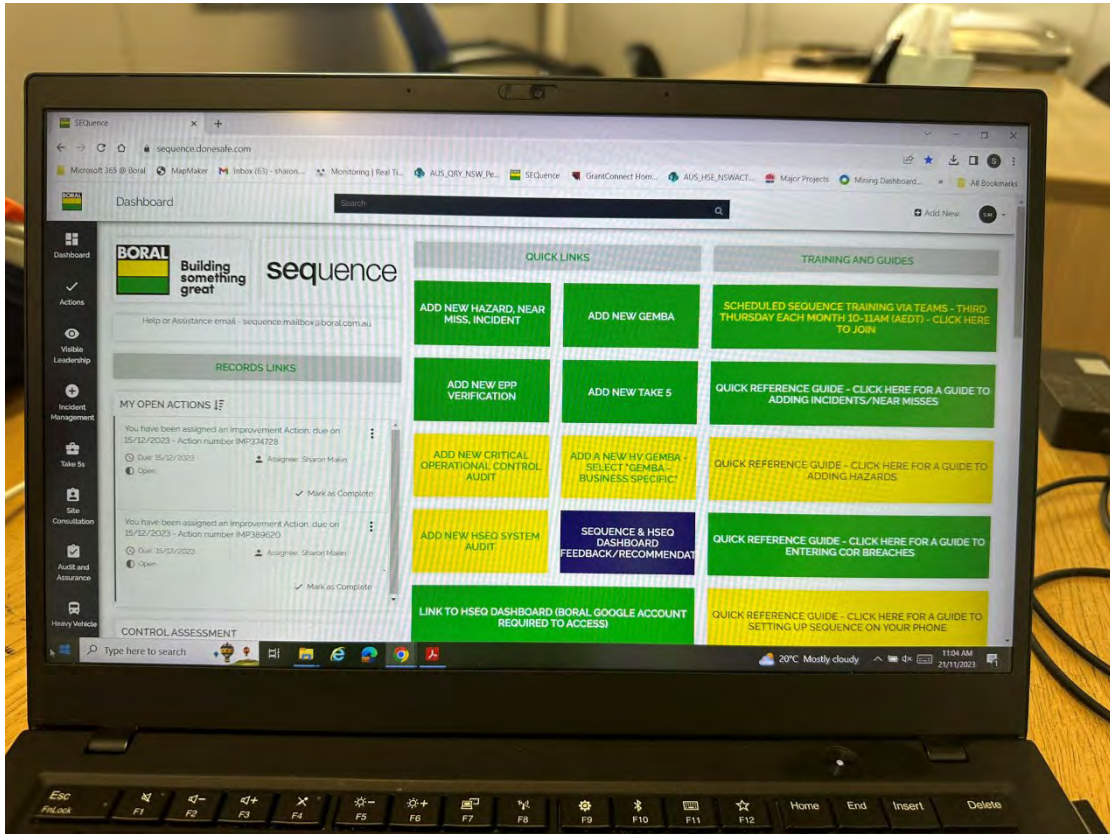 SEQuence
sequence.donesafe.com
Microsoft 365 @ Boral
MapMaker
Inbox (63) - sharon...
Monitoring | Real Ti...
AUS_QRY_NSW_Pe...
SEQuence
GrantConnect Hom...
AUS_HSE_NSWACT...
Major Projects
Mining Dashboard...
»
All Bookmarks
BORAL
Dashboard
Search
Add New
SM
Dashboard
Actions
Visible
Leadership
Incident
Management
Take 5s
Site
Consultation
Audit and
Assurance
Heavy Vehicle
BORAL
Building
something
great
sequence
Help or Assistance email - sequence.mailbox@boral.com.au
RECORDS LINKS
MY OPEN ACTIONS
You have been assigned an Improvement Action, due on
15/12/2023 - Action number IMP374728
Due: 15/12/2023
Assignee: Sharon Makin
Open
Mark as Complete
You have been assigned an Improvement Action, due on
15/12/2023 - Action number IMP389620
Due: 15/12/2023
Assignee: Sharon Makin
Open
Mark as Complete
CONTROL ASSESSMENT
QUICK LINKS
ADD NEW HAZARD, NEAR
MISS, INCIDENT
ADD NEW GEMBA
ADD NEW EPP
VERIFICATION
ADD NEW TAKE 5
ADD NEW CRITICAL
OPERATIONAL CONTROL
AUDIT
ADD A NEW HV GEMBA -
SELECT "GEMBA -
BUSINESS SPECIFIC"
ADD NEW HSEQ SYSTEM
AUDIT
SEQUENCE & HSEQ
DASHBOARD
FEEDBACK/RECOMMENDAT
LINK TO HSEQ DASHBOARD (BORAL GOOGLE ACCOUNT
REQUIRED TO ACCESS)
TRAINING AND GUIDES
SCHEDULED SEQUENCE TRAINING VIA TEAMS - THIRD
THURSDAY EACH MONTH 10-11AM (AEDT) - CLICK HERE
TO JOIN
QUICK REFERENCE GUIDE - CLICK HERE FOR A GUIDE TO
ADDING INCIDENTS/NEAR MISSES
QUICK REFERENCE GUIDE - CLICK HERE FOR A GUIDE TO
ADDING HAZARDS
QUICK REFERENCE GUIDE - CLICK HERE FOR A GUIDE TO
ENTERING COR BREACHES
QUICK REFERENCE GUIDE - CLICK HERE FOR A GUIDE TO
SETTING UP SEQUENCE ON YOUR PHONE
Type here to search
20°C Mostly cloudy
11:04 AM
21/11/2023
Esc
FnLock
F1
F2
F3
F4
F5
F6
F7
F8
F9
F10
F11
F12
Home
End
Insert
Delete